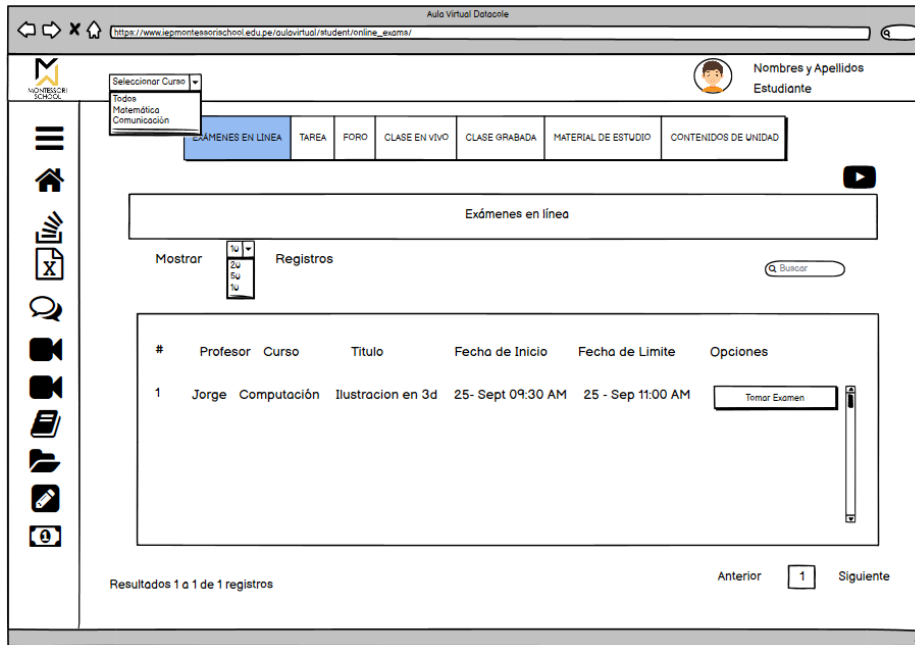 Aula Virtual Datacole
https://www.iepmontessorischool.edu.pe/aulavirtual/student/online_exams/
MONTESSORI
SCHOOL
Seleccionar Curso
Todos
Matemática
Comunicación
Nombres y Apellidos
Estudiante
EXÁMENES EN LINEA
TAREA
FORO
CLASE EN VIVO
CLASE GRABADA
MATERIAL DE ESTUDIO
CONTENIDOS DE UNIDAD
Exámenes en línea
Mostrar 10 Registros
20
50
10
Buscar
# Profesor Curso Titulo Fecha de Inicio Fecha de Limite Opciones
1 Jorge Computación Ilustracion en 3d 25- Sept 09:30 AM 25 - Sep 11:00 AM Tomar Examen
Resultados 1 a 1 de 1 registros
Anterior 1 Siguiente